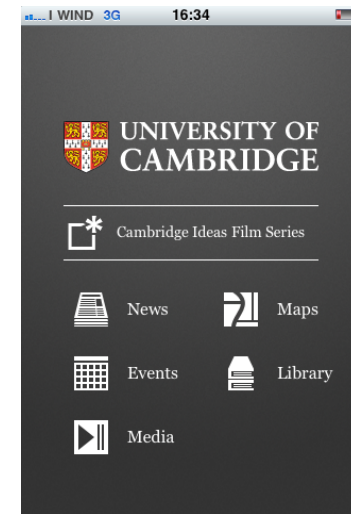 I WIND 3G 16:34
UNIVERSITY OF
CAMBRIDGE
Cambridge Ideas Film Series
News Maps
Events Library
Media